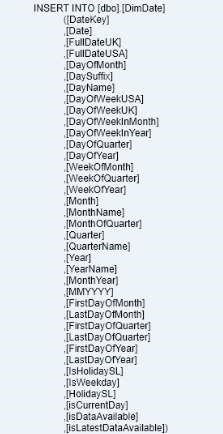 INSERT INTO [dbo].[DimDate]
([DateKey]
,[Date]
,[FullDateUK]
,[FullDateUSA]
,[DayOfMonth]
,[DaySuffix]
,[DayName]
,[DayOfWeekUSA]
,[DayOfWeekUK]
,[DayOfWeekInMonth]
,[DayOfWeekInYear]
,[DayOfQuarter]
,[DayOfYear]
,[WeekOfMonth]
,[WeekOfQuarter]
,[WeekOfYear]
,[Month]
,[MonthName]
,[MonthOfQuarter]
,[Quarter]
,[QuarterName]
,[Year]
,[YearName]
,[MonthYear]
,[MMYYYY]
,[FirstDayOfMonth]
,[LastDayOfMonth]
,[FirstDayOfQuarter]
,[LastDayOfQuarter]
,[FirstDayOfYear]
,[LastDayOfYear]
,[IsHolidaySL]
,[IsWeekday]
,[HolidaySL]
,[isCurrentDay]
,[isDataAvailable]
,[isLatestDataAvailable])